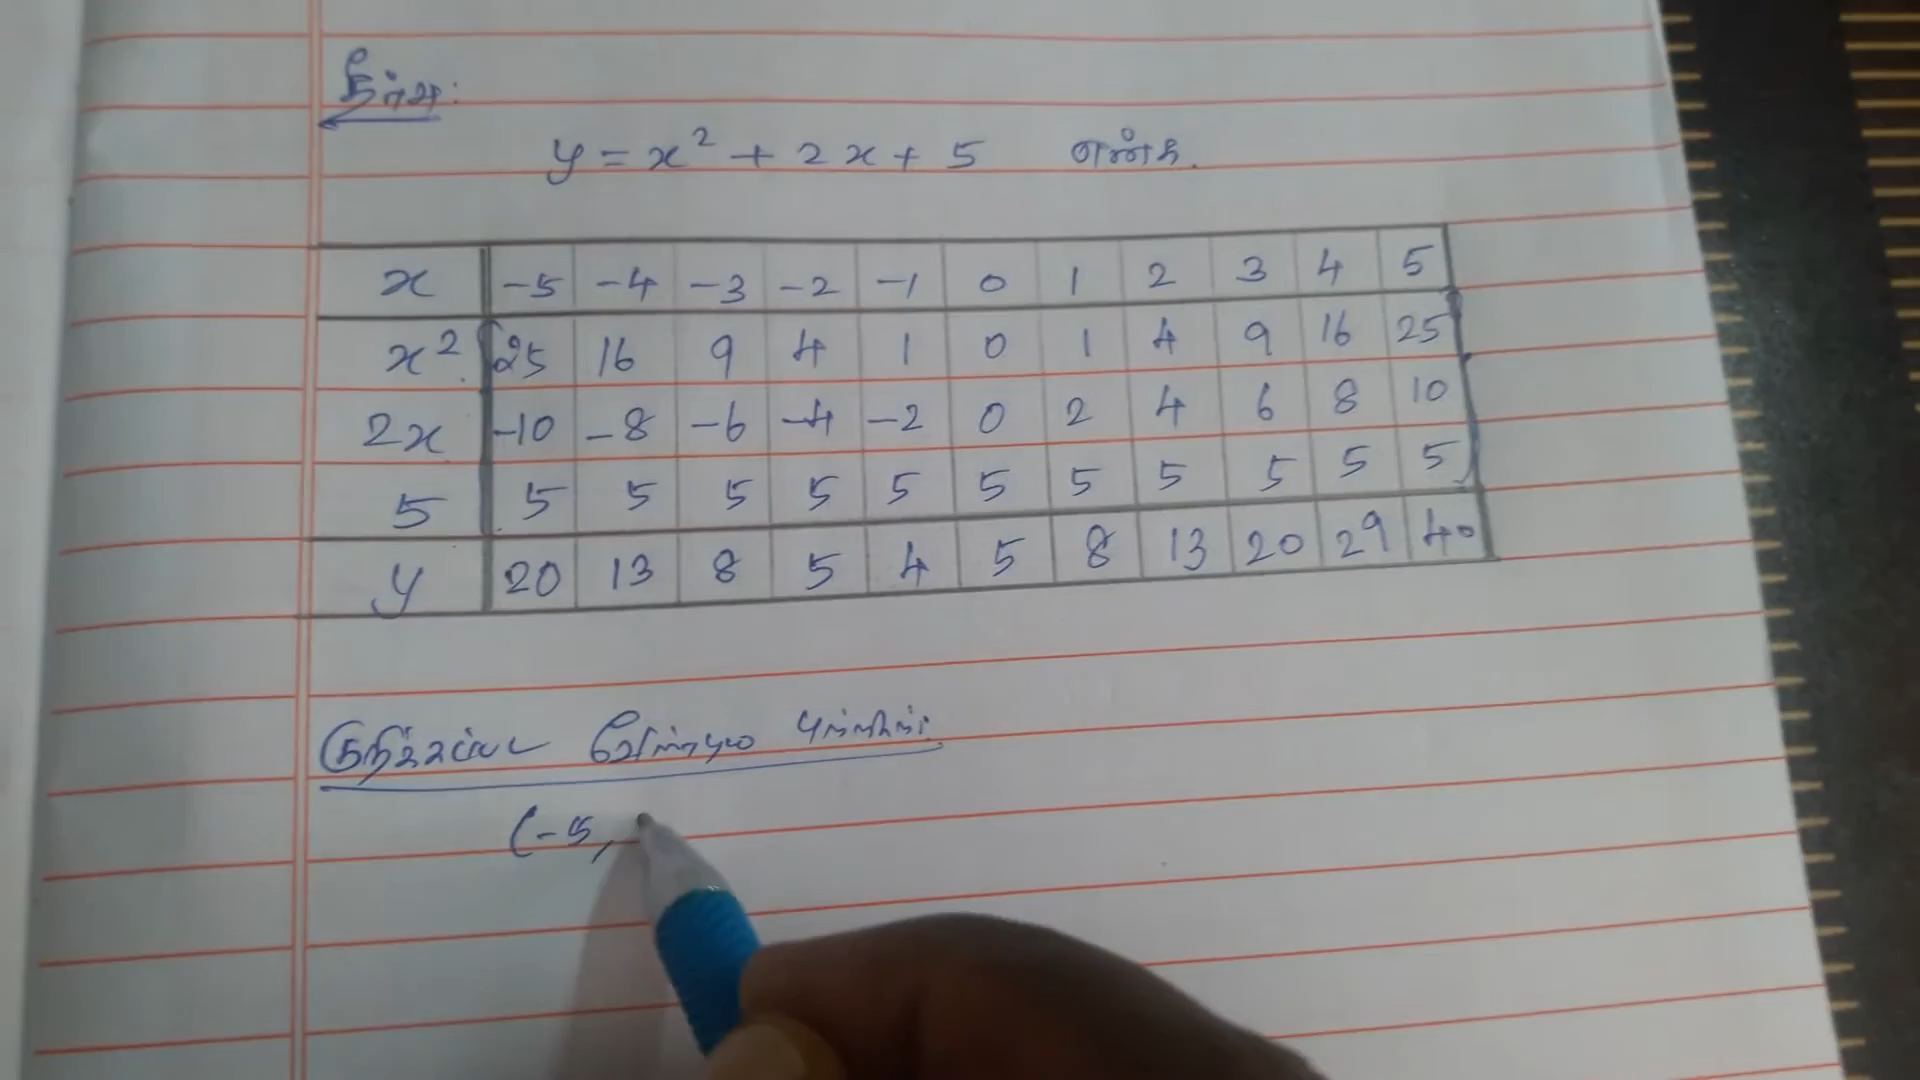 தீர்வு:
y = x² + 2x + 5 என்க.
x -5 -4 -3 -2 -1 0 1 2 3 4 5
x² 25 16 9 4 1 0 1 4 9 16 25
2x -10 -8 -6 -4 -2 0 2 4 6 8 10
5 5 5 5 5 5 5 5 5 5 5 5
y 20 13 8 5 4 5 8 13 20 29 40
குறிக்கப்பட வேண்டிய புள்ளிகள்:
(-5,